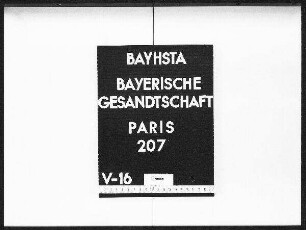 BAYHSTA
BAYERISCHE
GESANDTSCHAFT
PARIS
207
V-16